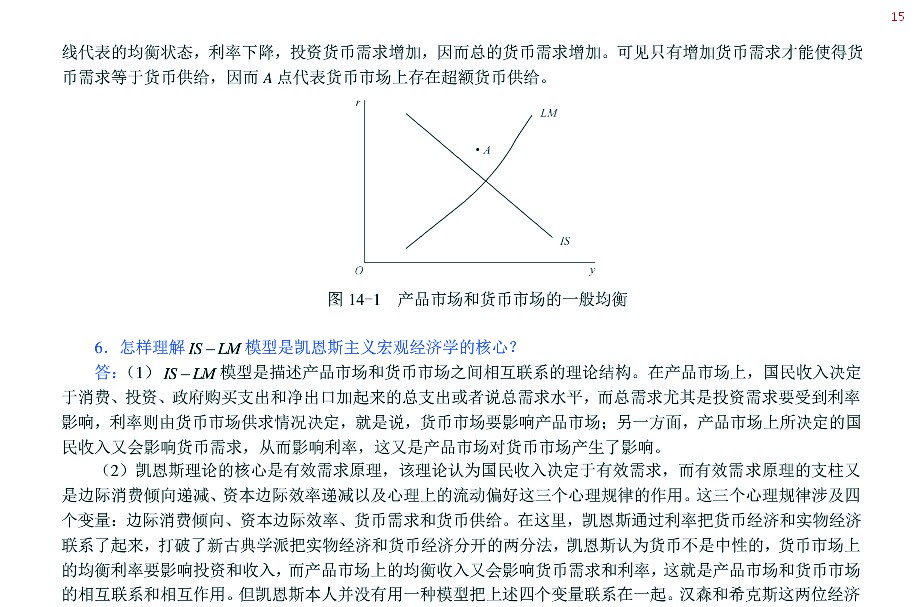 15
线代表的均衡状态，利率下降，投资货币需求增加，因而总的货币需求增加。可见只有增加货币需求才能使得货
币需求等于货币供给，因而 A 点代表货币市场上存在超额货币供给。
r
LM
A
IS
O
y
图 14-1 产品市场和货币市场的一般均衡
6．怎样理解 IS－LM 模型是凯恩斯主义宏观经济学的核心？
答：（1）IS－LM 模型是描述产品市场和货币市场之间相互联系的理论结构。在产品市场上，国民收入决定
于消费、投资、政府购买支出和净出口加起来的总支出或者说总需求水平，而总需求尤其是投资需求要受到利率
影响，利率则由货币市场供求情况决定，就是说，货币市场要影响产品市场；另一方面，产品市场上所决定的国
民收入又会影响货币需求，从而影响利率，这又是产品市场对货币市场产生了影响。
（2）凯恩斯理论的核心是有效需求原理，该理论认为国民收入决定于有效需求，而有效需求原理的支柱又
是边际消费倾向递减、资本边际效率递减以及心理上的流动偏好这三个心理规律的作用。这三个心理规律涉及四
个变量：边际消费倾向、资本边际效率、货币需求和货币供给。在这里，凯恩斯通过利率把货币经济和实物经济
联系了起来，打破了新古典学派把实物经济和货币经济分开的两分法，凯恩斯认为货币不是中性的，货币市场上
的均衡利率要影响投资和收入，而产品市场上的均衡收入又会影响货币需求和利率，这就是产品市场和货币市场
的相互联系和相互作用。但凯恩斯本人并没有用一种模型把上述四个变量联系在一起。汉森和希克斯这两位经济